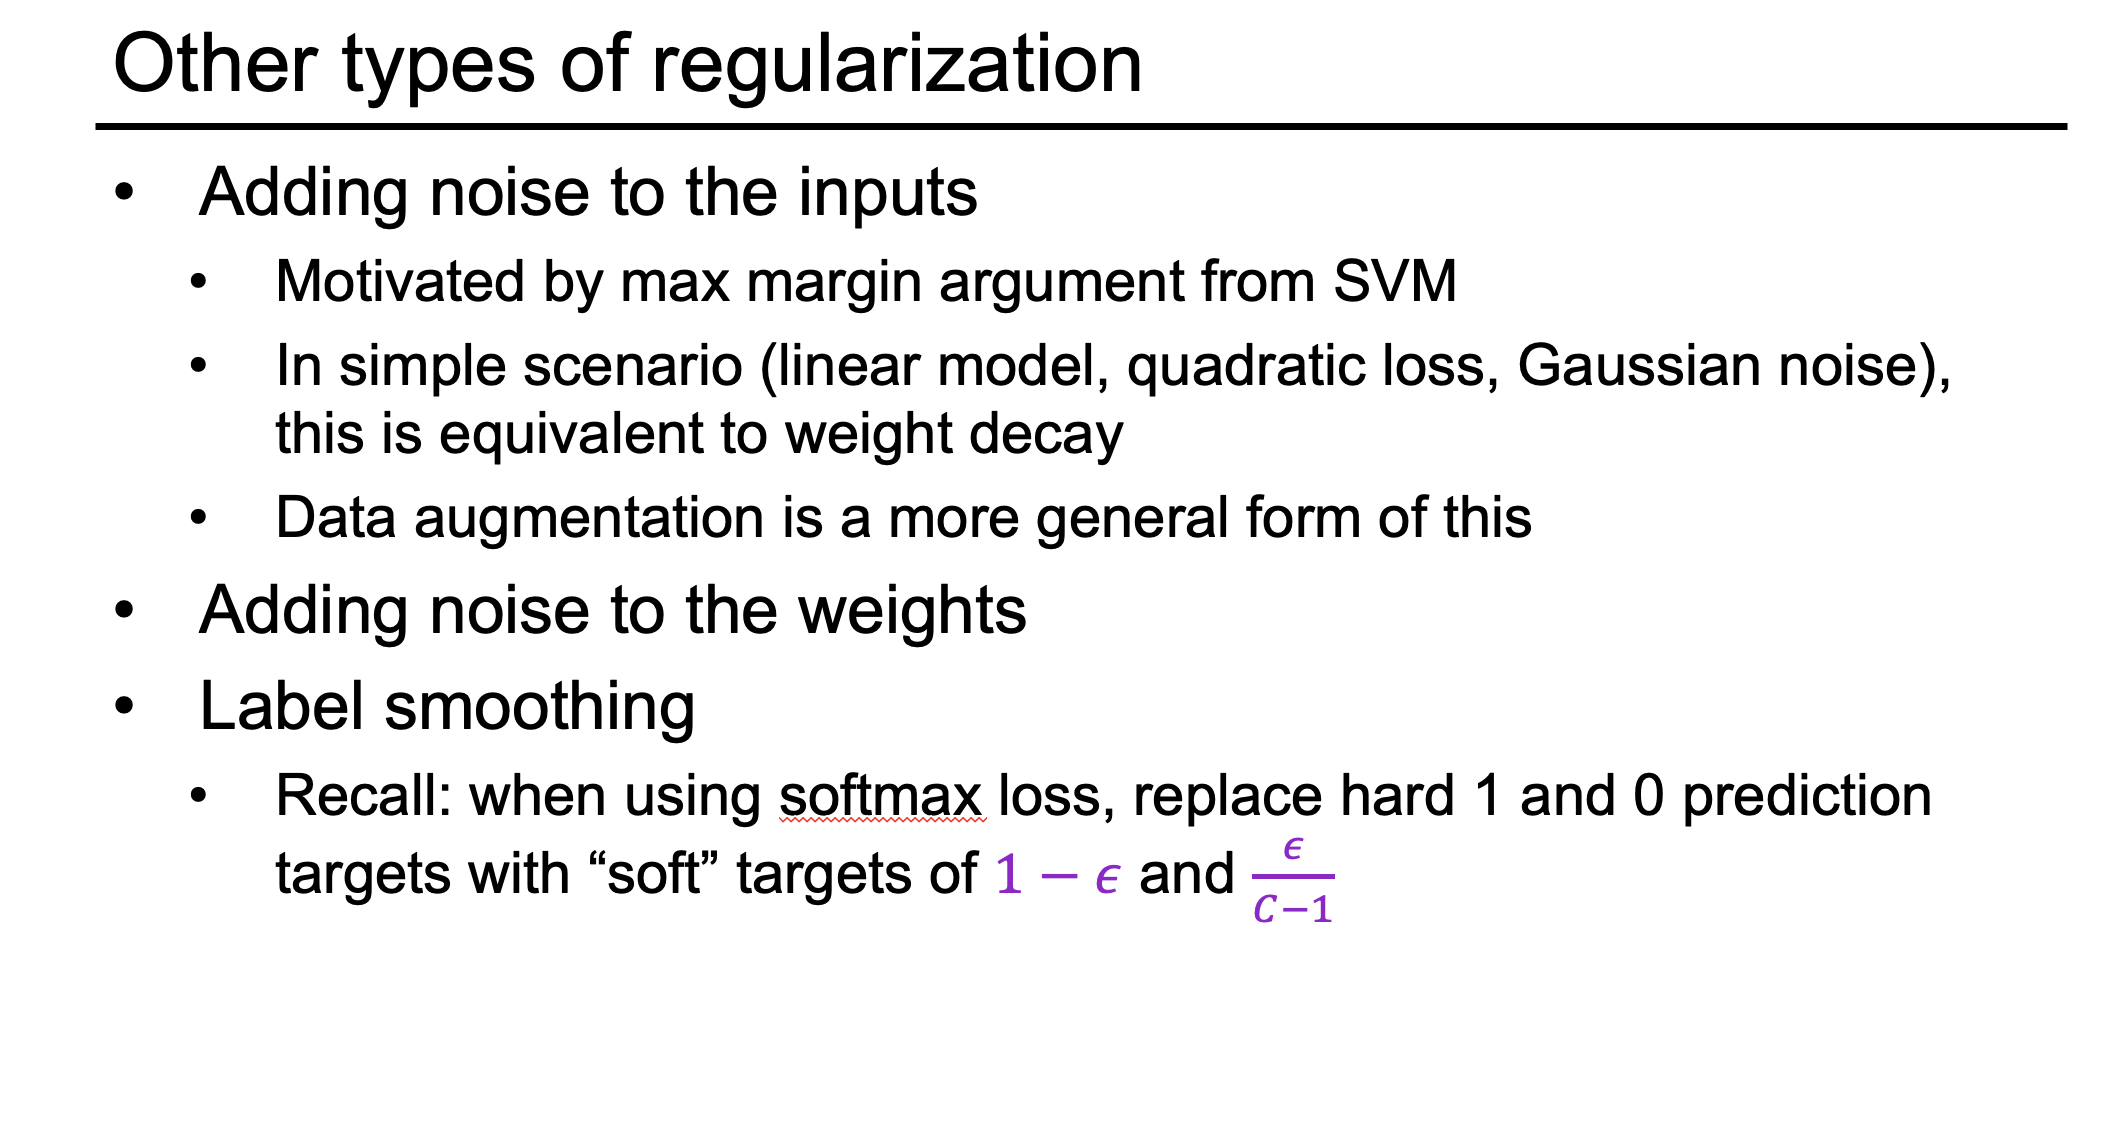 Other types of regularization
• Adding noise to the inputs
• Motivated by max margin argument from SVM
• In simple scenario (linear model, quadratic loss, Gaussian noise),
this is equivalent to weight decay
• Data augmentation is a more general form of this
• Adding noise to the weights
• Label smoothing
• Recall: when using softmax loss, replace hard 1 and 0 prediction
targets with “soft” targets of 1 − ϵ and ϵ/(C−1)